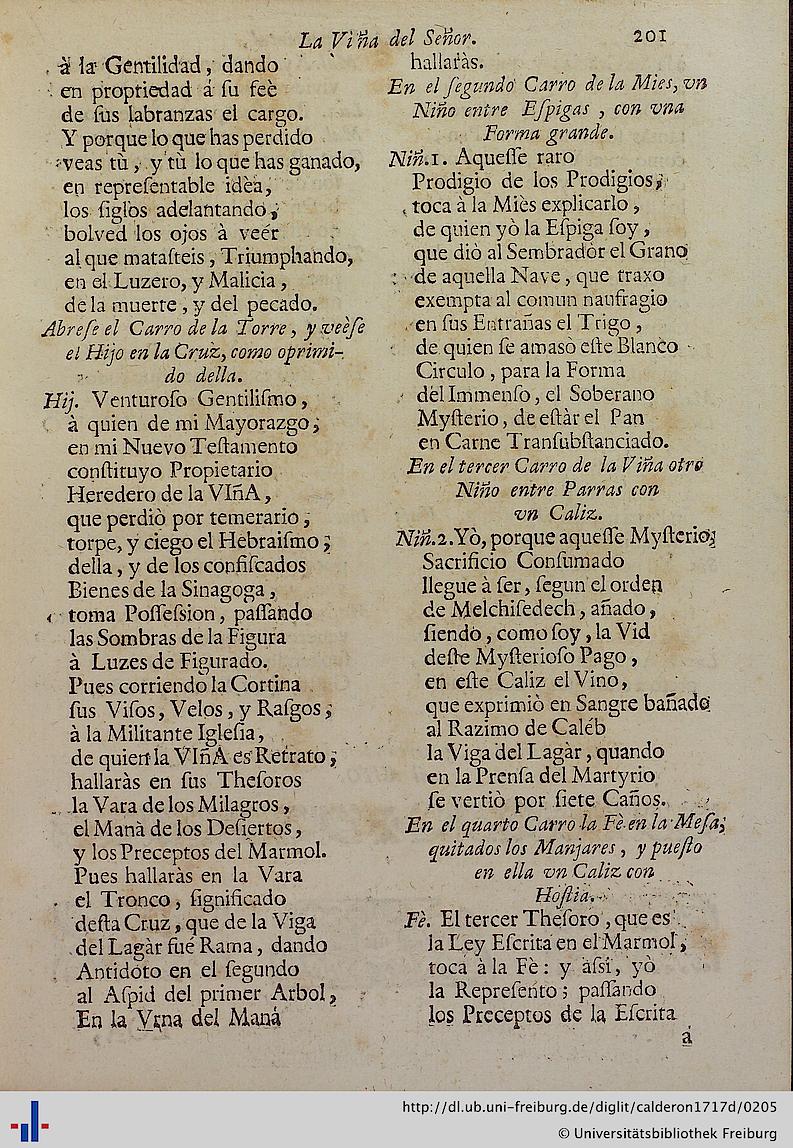 La Viña del Señor. 201
à la Gentilidad, dando
en propriedad á ſu feè
de ſus labranzas el cargo.
Y porque lo que has perdido
veas tù, y tù lo que has ganado,
en repreſentable idèa,
los ſiglos adelantando,
bolved los ojos à veér
al que mataſteis, Triumphando,
en el Luzero, y Malicia,
de la muerte, y del pecado.
Abreſe el Carro de la Torre, y veèſe
el Hijo en la Cruz, como oprimi-
do della.
Hij. Venturoſo Gentiliſmo,
à quien de mi Mayorazgo,
en mi Nuevo Teſtamento
conſtituyo Propietario
Heredero de la VIñA,
que perdiò por temerario,
torpe, y ciego el Hebraiſmo;
della, y de los confiſcados
Bienes de la Sinagoga,
toma Poſſeſsion, paſſando
las Sombras de la Figura
à Luzes de Figurado.
Pues corriendo la Cortina
ſus Viſos, Velos, y Raſgos,
à la Militante Igleſia,
de quien la VIñA es Retrato,
hallaràs en ſus Theſoros
la Vara de los Milagros,
el Manà de los Deſiertos,
y los Preceptos del Marmol.
Pues hallaràs en la Vara
el Tronco, ſignificado
deſta Cruz, que de la Viga
del Lagàr fué Rama, dando
Antidoto en el ſegundo
al Aſpid del primer Arbol,
En la Vrna del Maná
hallaràs.
En el ſegundo Carro de la Mies, vn
Niño entre Eſpigas, con vna
Forma grande.
Niñ.1. Aqueſſe raro
Prodigio de los Prodigios,
toca à la Miès explicarlo,
de quien yò la Eſpiga ſoy,
que diò al Sembradòr el Grano
de aquella Nave, que traxo
exempta al comun naufragio
en ſus Entrañas el Trigo,
de quien ſe amasò eſte Blanco
Circulo, para la Forma
del Immenſo, el Soberano
Myſterio, de eſtàr el Pan
en Carne Tranſubſtanciado.
En el tercer Carro de la Viña otro
Niño entre Parras con
vn Caliz.
Niñ.2. Yò, porque aqueſſe Myſterio,
Sacrificio Conſumado
llegue à ſer, ſegun el orden
de Melchiſedech, añado,
ſiendo, como ſoy, la Vid
deſte Myſterioſo Pago,
en eſte Caliz el Vino,
que exprimiò en Sangre bañado
al Razimo de Caléb
la Viga del Lagàr, quando
en la Prenſa del Martyrio
ſe vertiò por ſiete Caños.
En el quarto Carro la Fè en la Meſa,
quitados los Manjares, y pueſto
en ella vn Caliz con
Hoſtia.
Fè. El tercer Theſoro, que es
la Ley Eſcrita en el Marmol,
toca à la Fè: y aſsi, yò
la Repreſento; paſſando
los Preceptos de la Eſcrita
á
http://dl.ub.uni-freiburg.de/diglit/calderon1717d/0205
© Universitätsbibliothek Freiburg